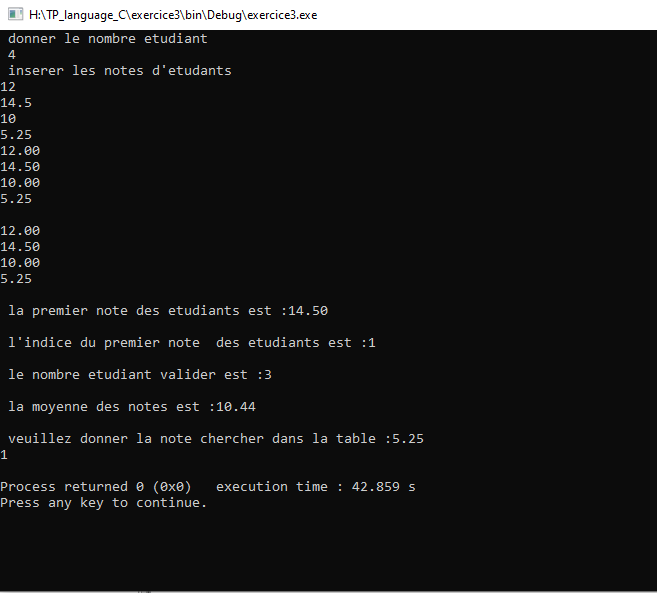 H:\TP_language_C\exercice3\bin\Debug\exercice3.exe
donner le nombre etudiant
4
inserer les notes d'etudants
12
14.5
10
5.25
12.00
14.50
10.00
5.25
12.00
14.50
10.00
5.25
la premier note des etudiants est :14.50
l'indice du premier note  des etudiants est :1
le nombre etudiant valider est :3
la moyenne des notes est :10.44
veuillez donner la note chercher dans la table :5.25
1
Process returned 0 (0x0)   execution time : 42.859 s
Press any key to continue.